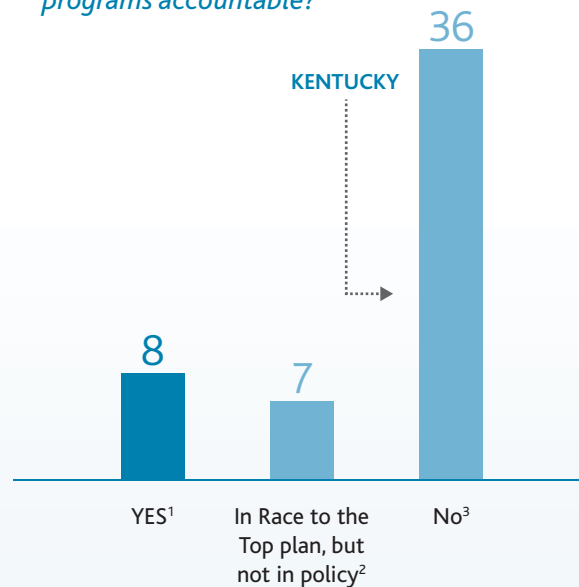 programs accountable?
36
KENTUCKY
8
7
YES¹
In Race to the
Top plan, but
not in policy²
No³